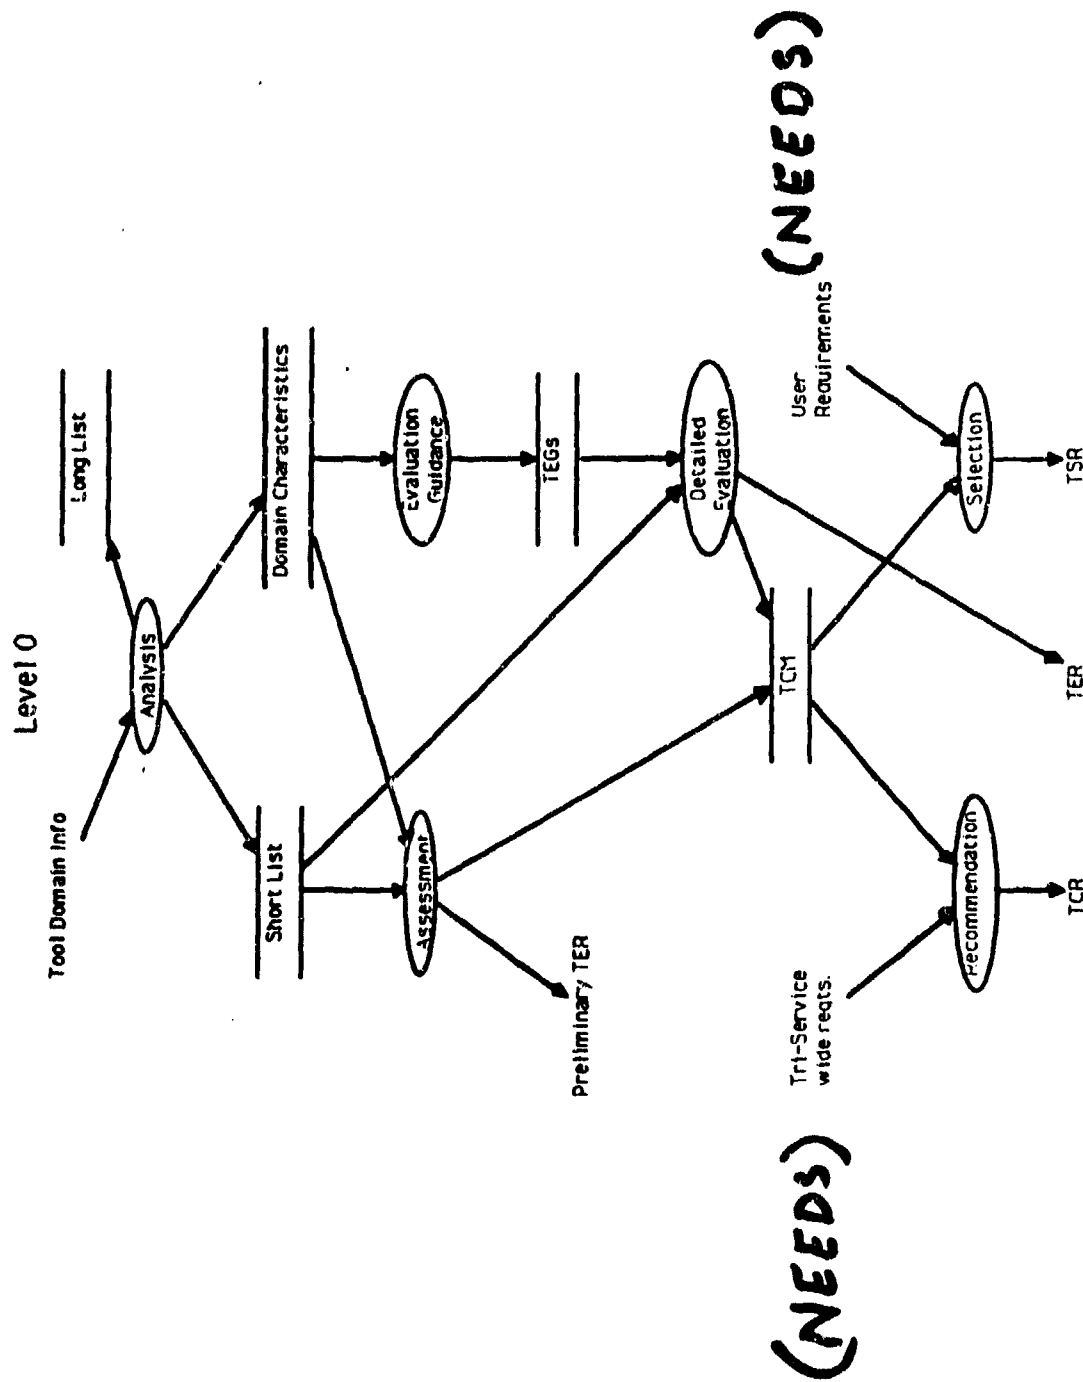 Level 0
Tool Domain Info
Analysis
Long List
Short List
Domain Characteristics
Assessment
Evaluation
Guidance
Preliminary TER
TEGs
Detailed
Evaluation
TCM
(NEEDS)
Tri-Service
wide reqts.
User
Requirements
(NEEDS)
Recommendation
Selection
TCR
TER
TSR